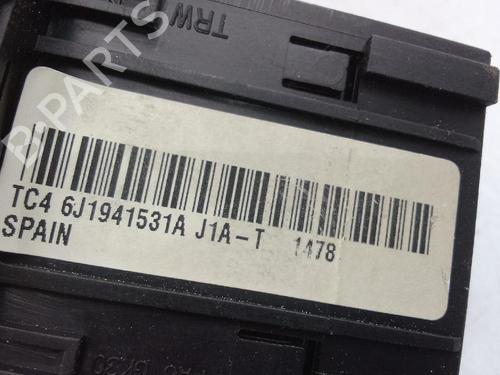 B-PARTS
TRW
TC4 6J1941531A J1A-T 1478
SPAIN